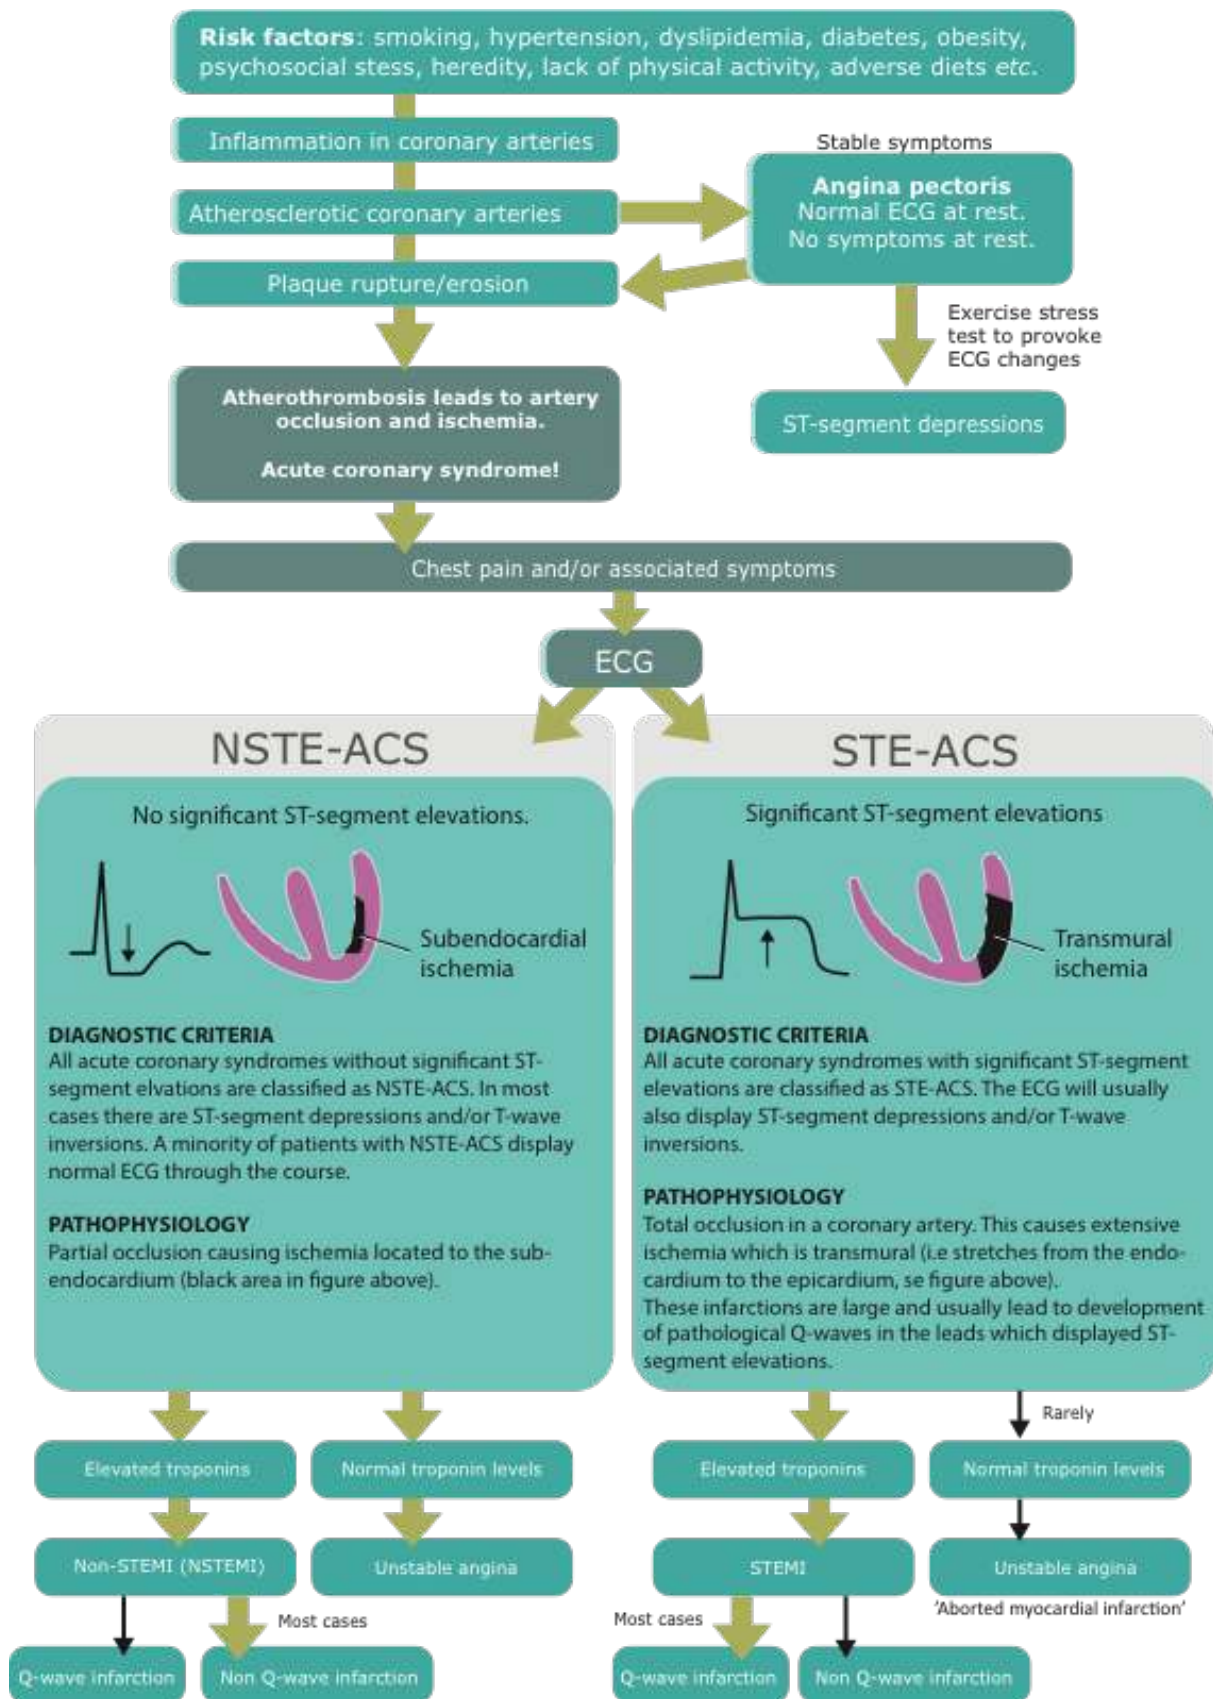 Risk factors: smoking, hypertension, dyslipidemia, diabetes, obesity,
psychosocial stess, heredity, lack of physical activity, adverse diets etc.
Inflammation in coronary arteries
Stable symptoms
Atherosclerotic coronary arteries
Angina pectoris
Normal ECG at rest.
No symptoms at rest.
Plaque rupture/erosion
Exercise stress
test to provoke
ECG changes
Atherothrombosis leads to artery
occlusion and ischemia.
Acute coronary syndrome!
ST-segment depressions
Chest pain and/or associated symptoms
ECG
NSTE-ACS
No significant ST-segment elevations.
Subendocardial
ischemia
DIAGNOSTIC CRITERIA
All acute coronary syndromes without significant ST-
segment elvations are classified as NSTE-ACS. In most
cases there are ST-segment depressions and/or T-wave
inversions. A minority of patients with NSTE-ACS display
normal ECG through the course.
PATHOPHYSIOLOGY
Partial occlusion causing ischemia located to the sub-
endocardium (black area in figure above).
STE-ACS
Significant ST-segment elevations
Transmural
ischemia
DIAGNOSTIC CRITERIA
All acute coronary syndromes with significant ST-segment
elevations are classified as STE-ACS. The ECG will usually
also display ST-segment depressions and/or T-wave
inversions.
PATHOPHYSIOLOGY
Total occlusion in a coronary artery. This causes extensive
ischemia which is transmural (i.e stretches from the endo-
cardium to the epicardium, se figure above).
These infarctions are large and usually lead to development
of pathological Q-waves in the leads which displayed ST-
segment elevations.
Elevated troponins
Normal troponin levels
Non-STEMI (NSTEMI)
Unstable angina
Most cases
Q-wave infarction
Non Q-wave infarction
Rarely
Elevated troponins
Normal troponin levels
STEMI
Unstable angina
'Aborted myocardial infarction'
Most cases
Q-wave infarction
Non Q-wave infarction